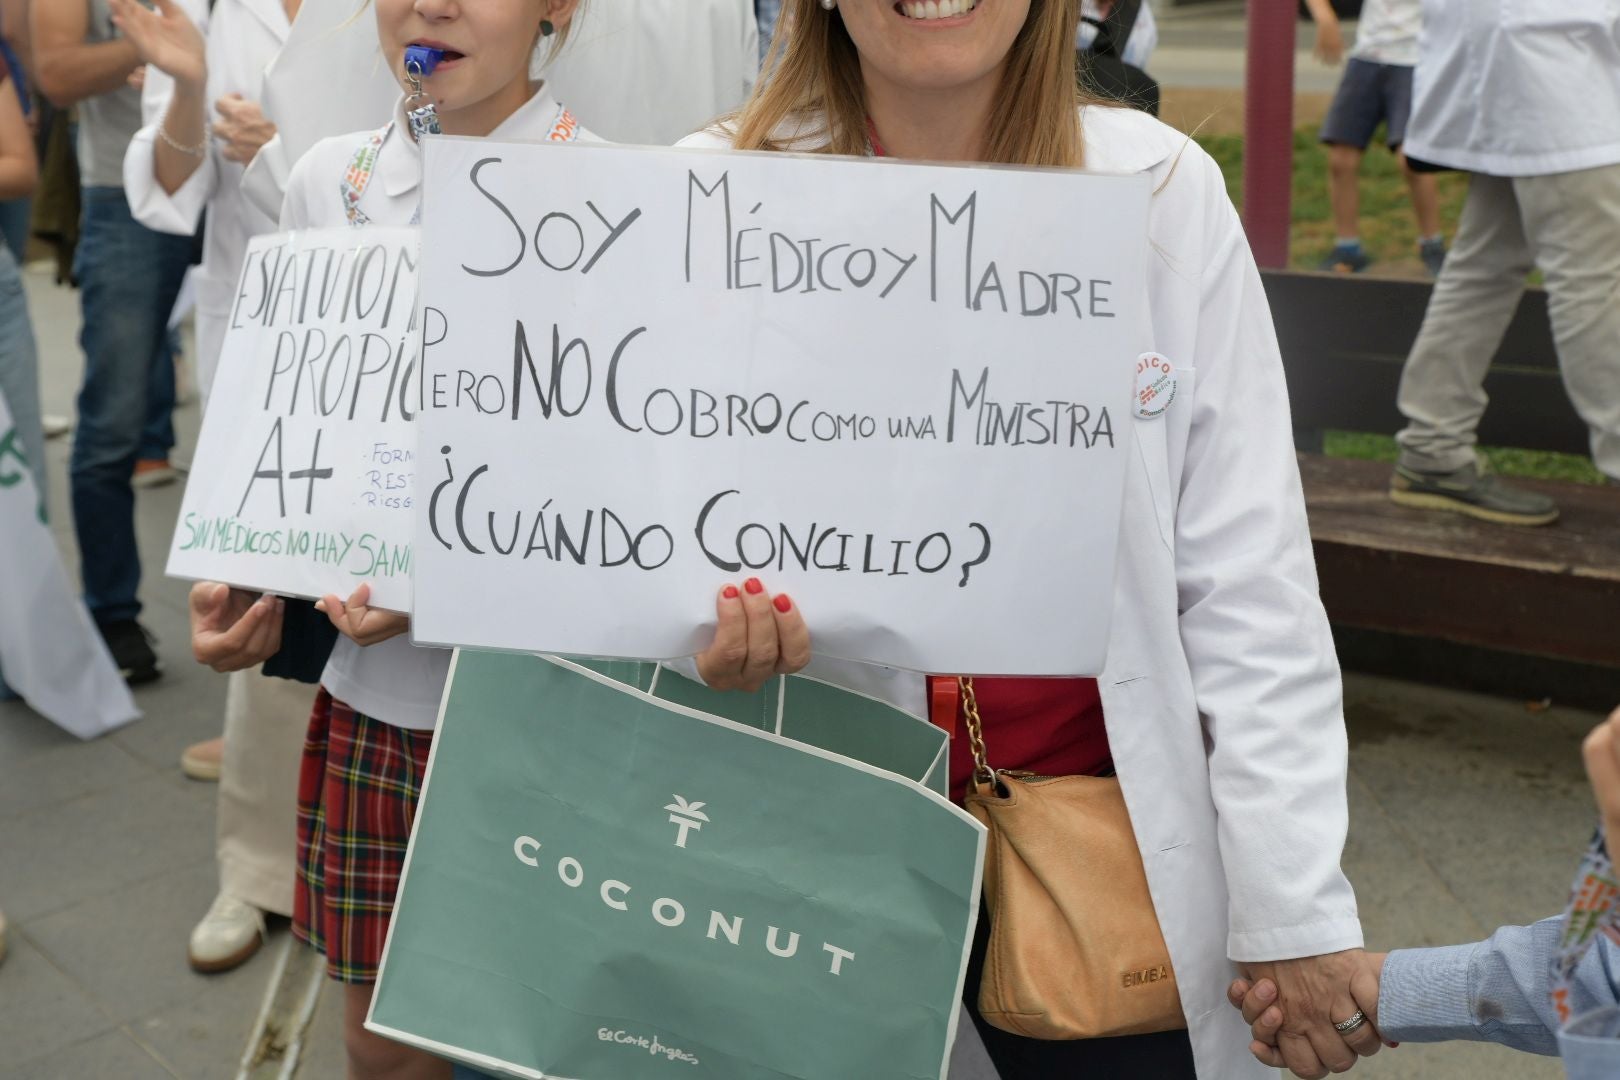 SOY MÉDICO Y MADRE
PERO NO COBRO COMO UNA MINISTRA
¿CUÁNDO CONCILIO?
ESTATUTO
PROPIO
A+
SIN MÉDICOS NO HAY
COCONUT
El Corte Inglés
BIMBA